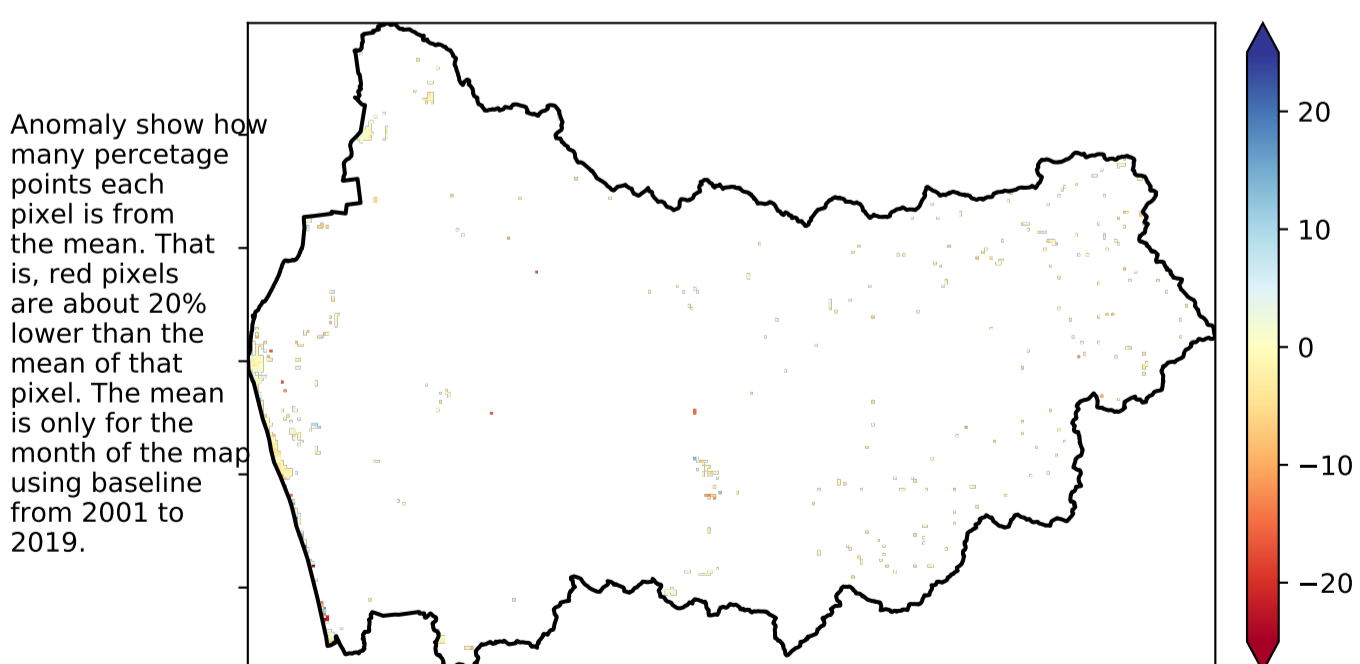 Anomaly show how
many percetage
points each
pixel is from
the mean. That
is, red pixels
are about 20%
lower than the
mean of that
pixel. The mean
is only for the
month of the map
using baseline
from 2001 to
2019.
20
10
0
−10
−20